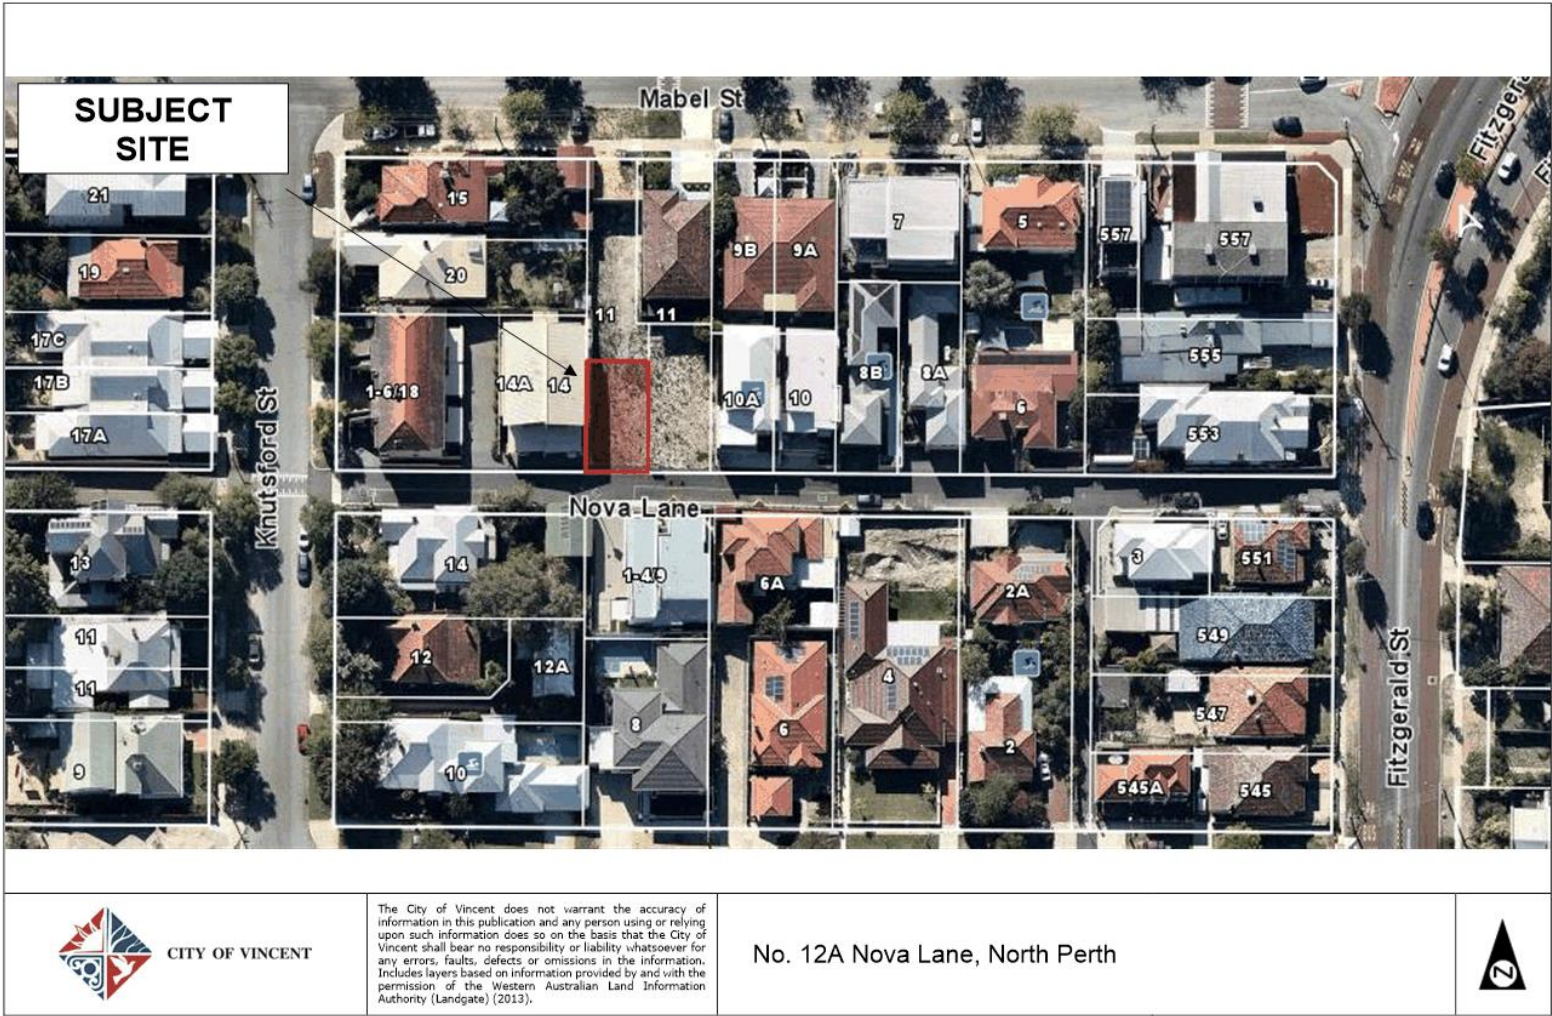 SUBJECT
SITE
Mabel St
Fitzger
Fi
21
15
7
5
557
557
9B
9A
19
20
11
11
17C
17B
17A
1-6/18
14A
14
10A
10
8B
8A
6
555
553
Knutsford St
Nova Lane
13
14
1-4/9
6A
2A
3
551
11
11
12
12A
549
4
8
6
2
547
9
10
545A
545
Fitzgerald St
CITY OF VINCENT
The City of Vincent does not warrant the accuracy of
information in this publication and any person using or relying
upon such information does so on the basis that the City of
Vincent shall bear no responsibility or liability whatsoever for
any errors, faults, defects or omissions in the information.
Includes layers based on information provided by and with the
permission of the Western Australian Land Information
Authority (Landgate) (2013).
No. 12A Nova Lane, North Perth
N